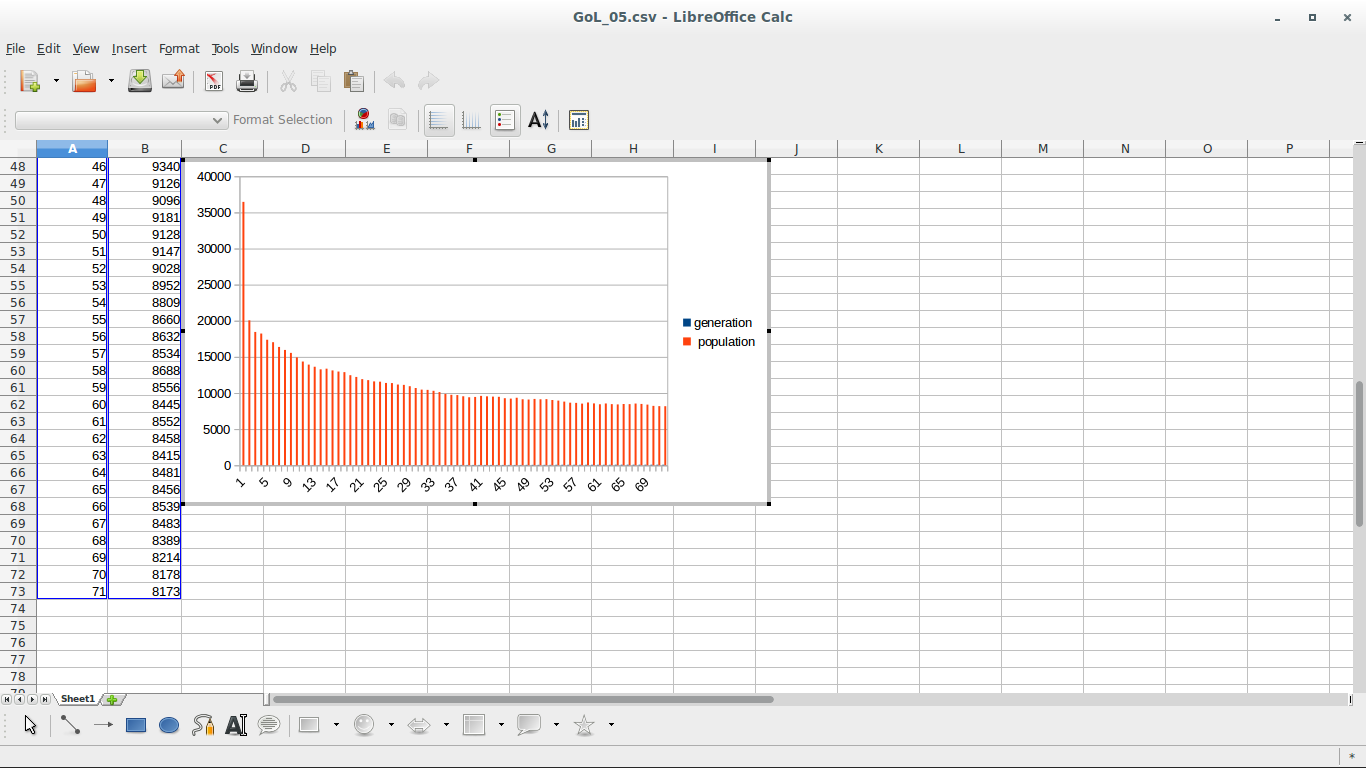 GoL_05.csv - LibreOffice Calc
File Edit View Insert Format Tools Window Help
PDF
Format Selection
A B C D E F G H I J K L M N O P
48 46 9340
49 47 9126
50 48 9096
51 49 9181
52 50 9128
53 51 9147
54 52 9028
55 53 8952
56 54 8809
57 55 8660
58 56 8632
59 57 8534
60 58 8688
61 59 8556
62 60 8445
63 61 8552
64 62 8458
65 63 8415
66 64 8481
67 65 8456
68 66 8539
69 67 8483
70 68 8389
71 69 8214
72 70 8178
73 71 8173
74
75
76
77
78
79
40000
35000
30000
25000
20000
15000
10000
5000
0
1 5 9 13 17 21 25 29 33 37 41 45 49 53 57 61 65 69
generation
population
Sheet1
*